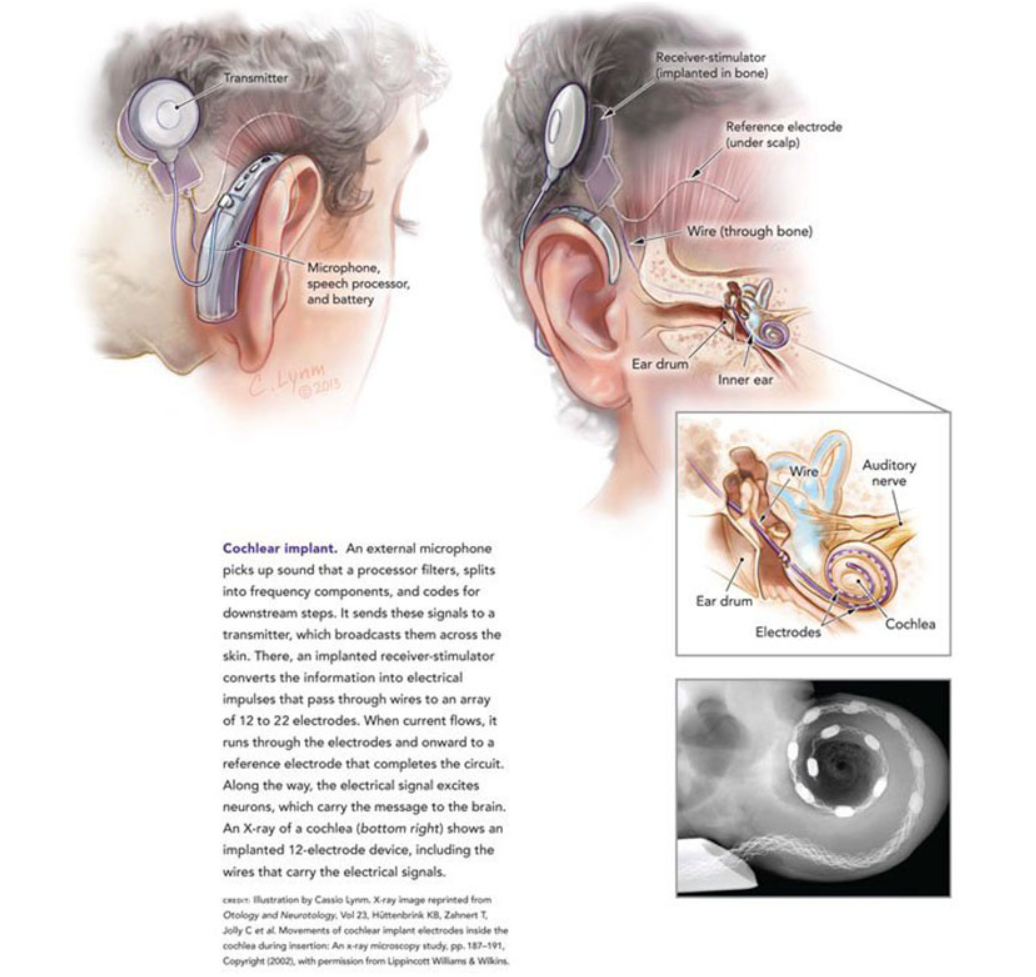 Transmitter
Microphone,
speech processor,
and battery
C. Lynm
©2013
Receiver-stimulator
(implanted in bone)
Reference electrode
(under scalp)
Wire (through bone)
Ear drum
Inner ear
Wire
Auditory
nerve
Ear drum
Electrodes
Cochlea
Cochlear implant. An external microphone
picks up sound that a processor filters, splits
into frequency components, and codes for
downstream steps. It sends these signals to a
transmitter, which broadcasts them across the
skin. There, an implanted receiver-stimulator
converts the information into electrical
impulses that pass through wires to an array
of 12 to 22 electrodes. When current flows, it
runs through the electrodes and onward to a
reference electrode that completes the circuit.
Along the way, the electrical signal excites
neurons, which carry the message to the brain.
An X-ray of a cochlea (bottom right) shows an
implanted 12-electrode device, including the
wires that carry the electrical signals.
CREDIT: Illustration by Cassio Lynm. X-ray image reprinted from
Otology and Neurotology, Vol 23, Hüttenbrink KB, Zahnert T,
Jolly C et al. Movements of cochlear implant electrodes inside the
cochlea during insertion: An x-ray microscopy study, pp. 187–191,
Copyright (2002), with permission from Lippincott Williams & Wilkins.